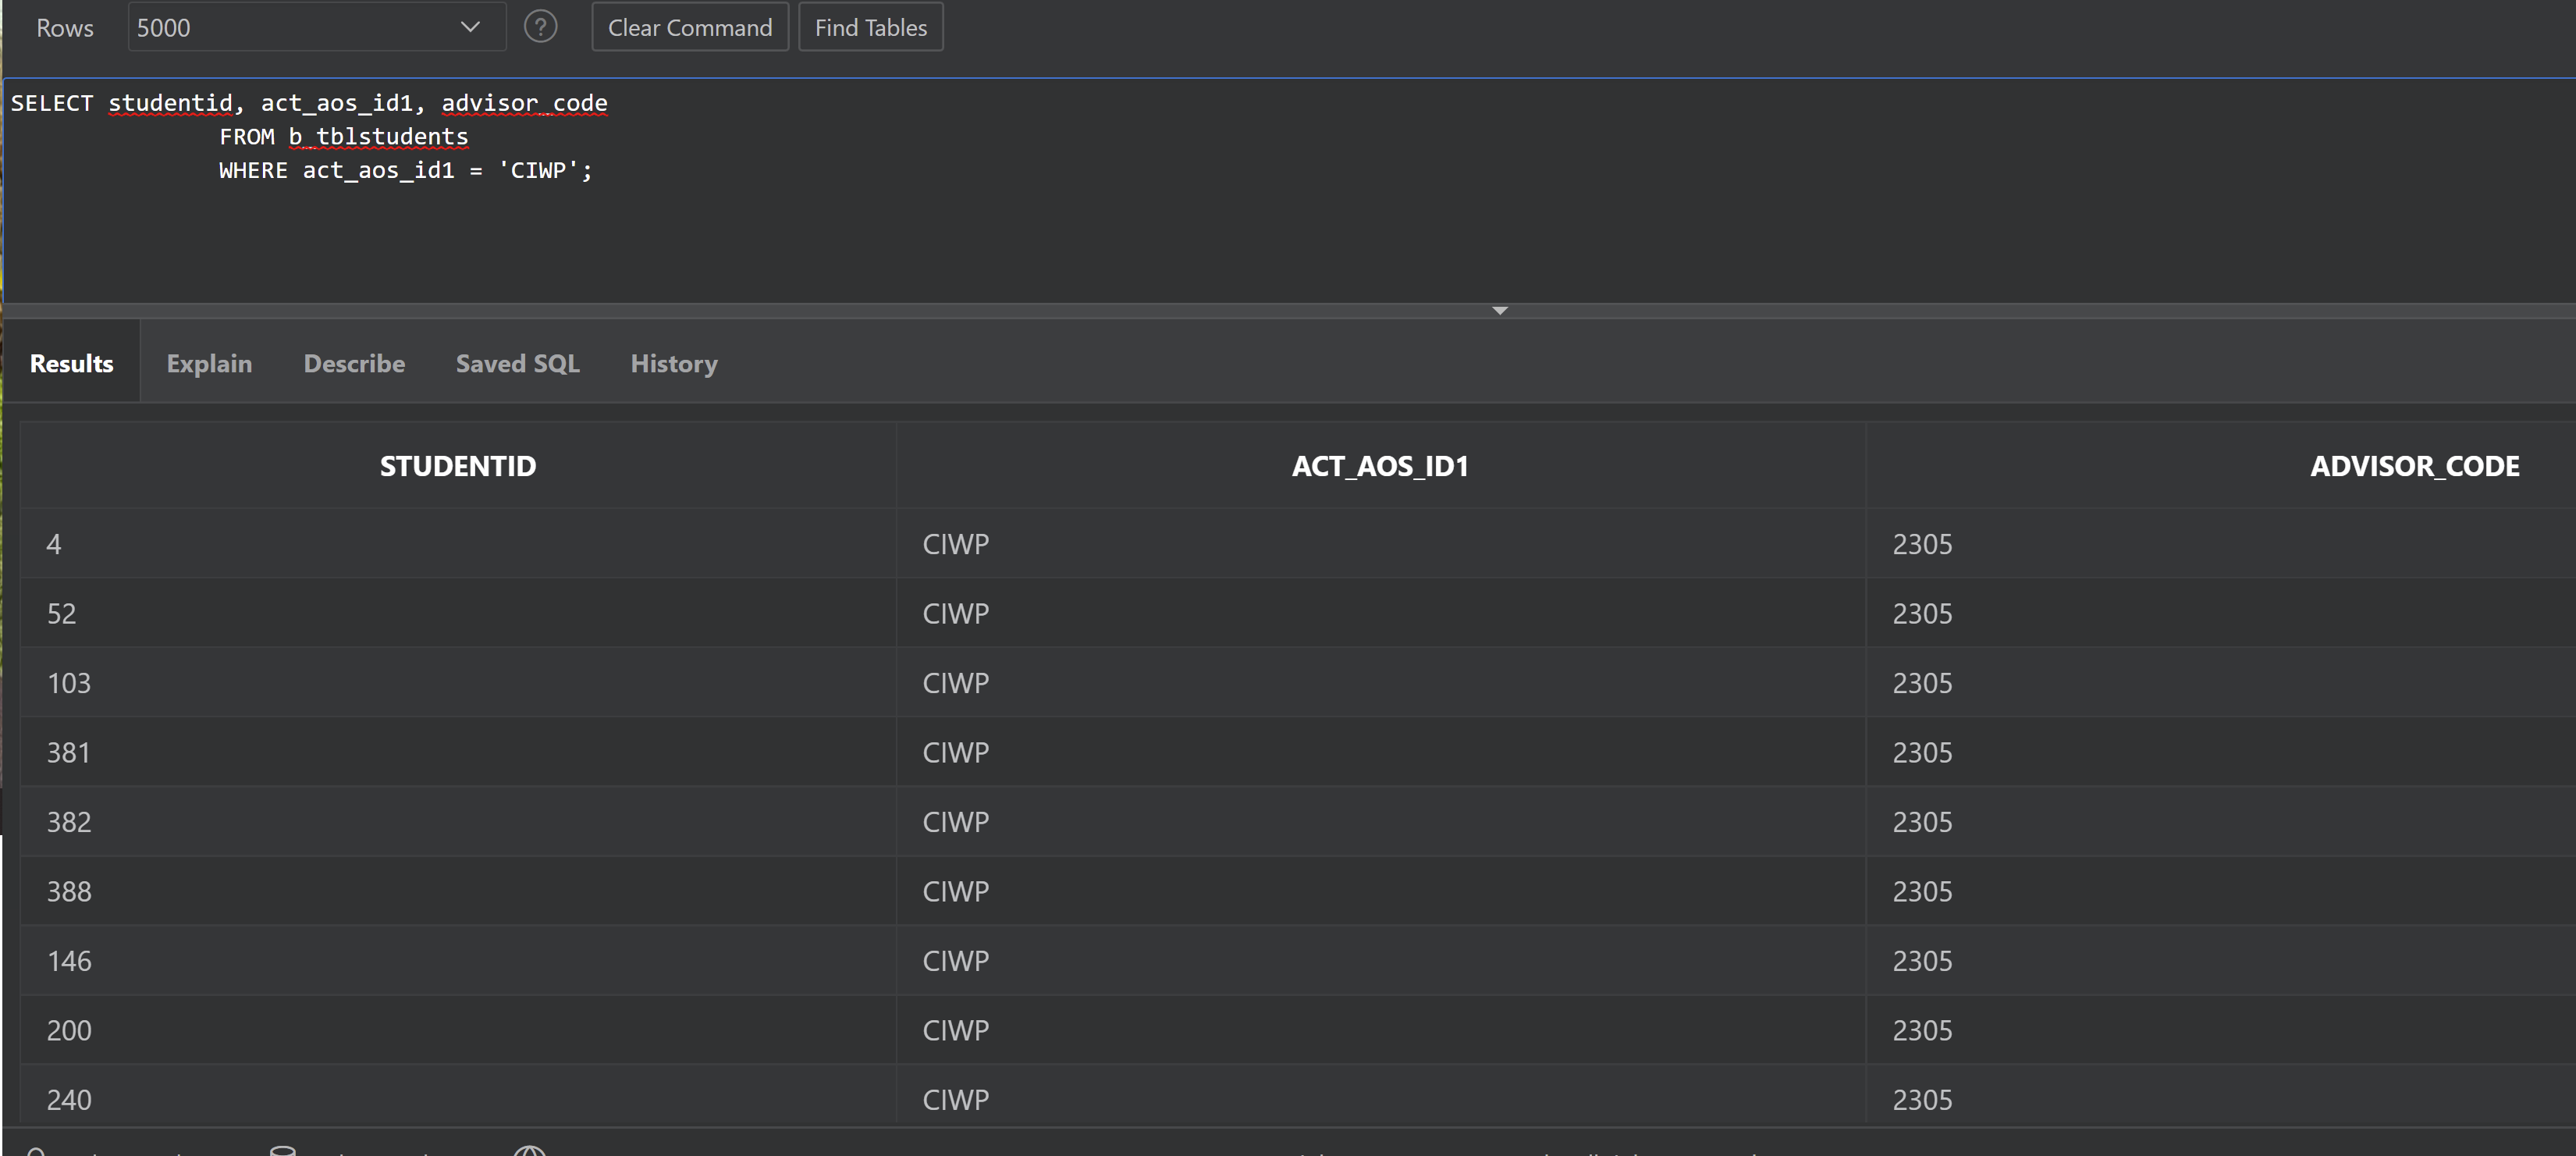 Rows 5000 ? Clear Command Find Tables
SELECT studentid, act_aos_id1, advisor_code
FROM b_tblstudents
WHERE act_aos_id1 = 'CIWP';
Results Explain Describe Saved SQL History
STUDENTID ACT_AOS_ID1 ADVISOR_CODE
4 CIWP 2305
52 CIWP 2305
103 CIWP 2305
381 CIWP 2305
382 CIWP 2305
388 CIWP 2305
146 CIWP 2305
200 CIWP 2305
240 CIWP 2305